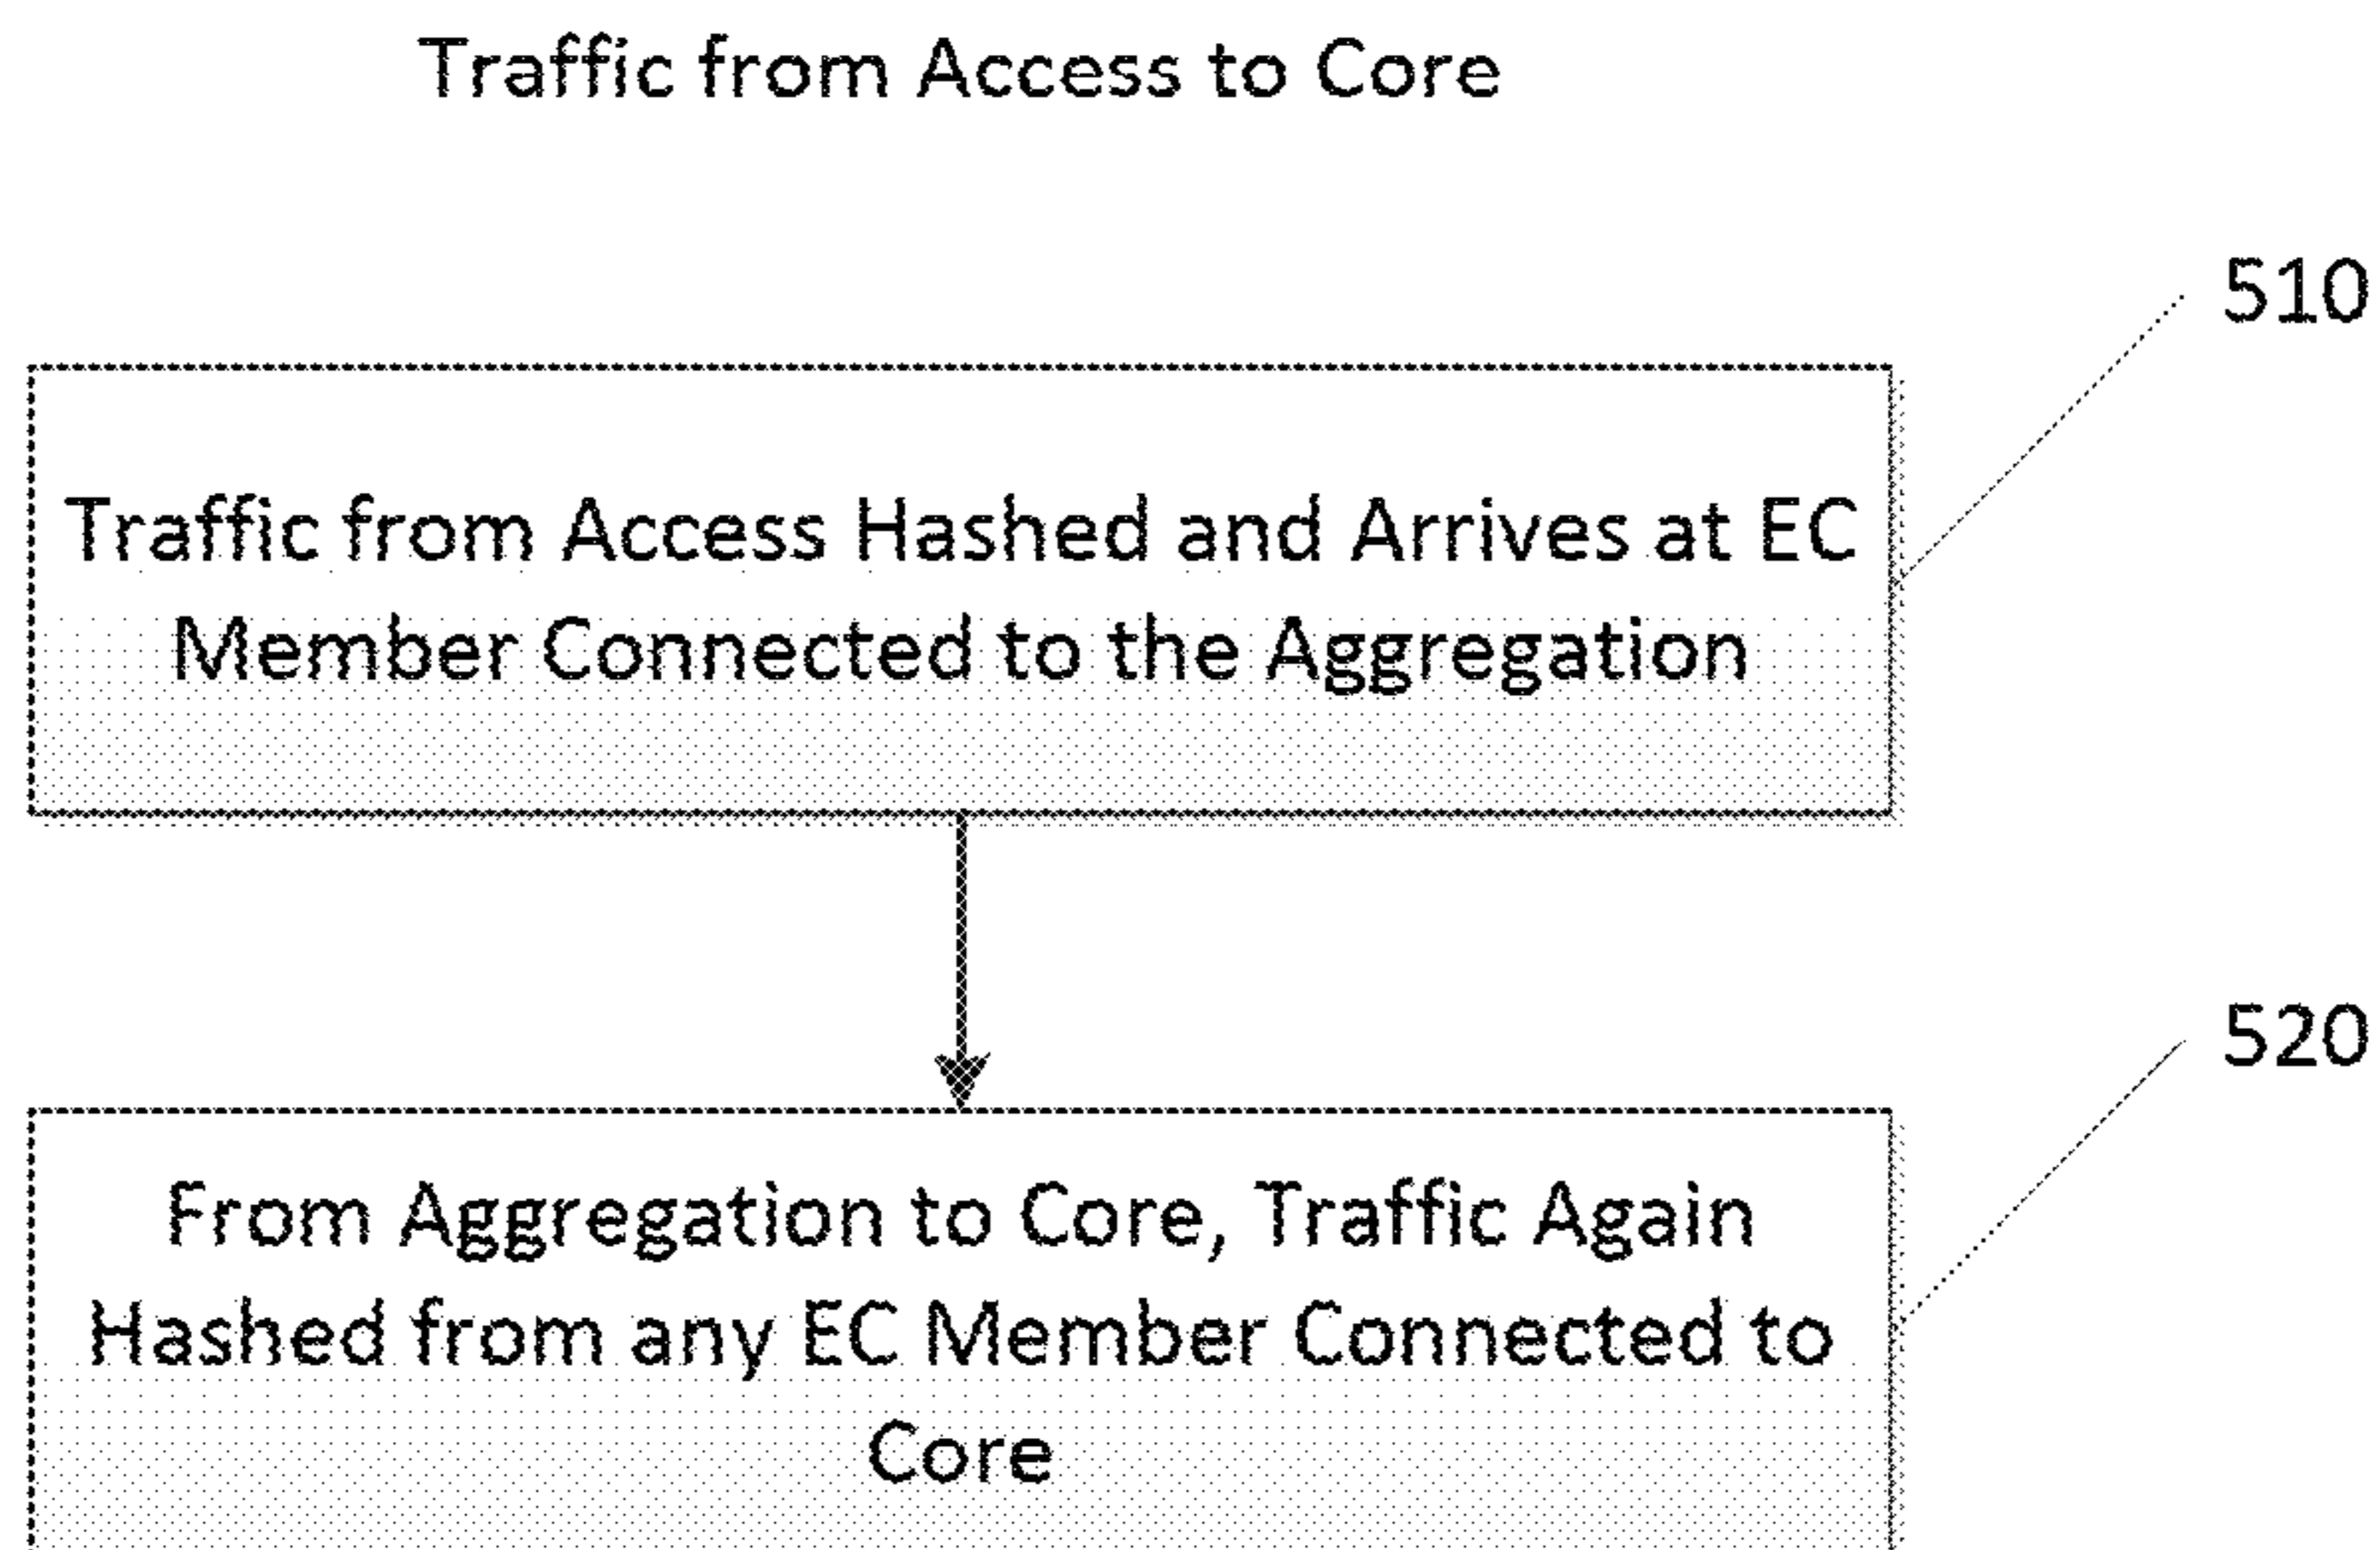 Traffic from Access to Core
510
Traffic from Access Hashed and Arrives at EC
Member Connected to the Aggregation
520
From Aggregation to Core, Traffic Again
Hashed from any EC Member Connected to
Core